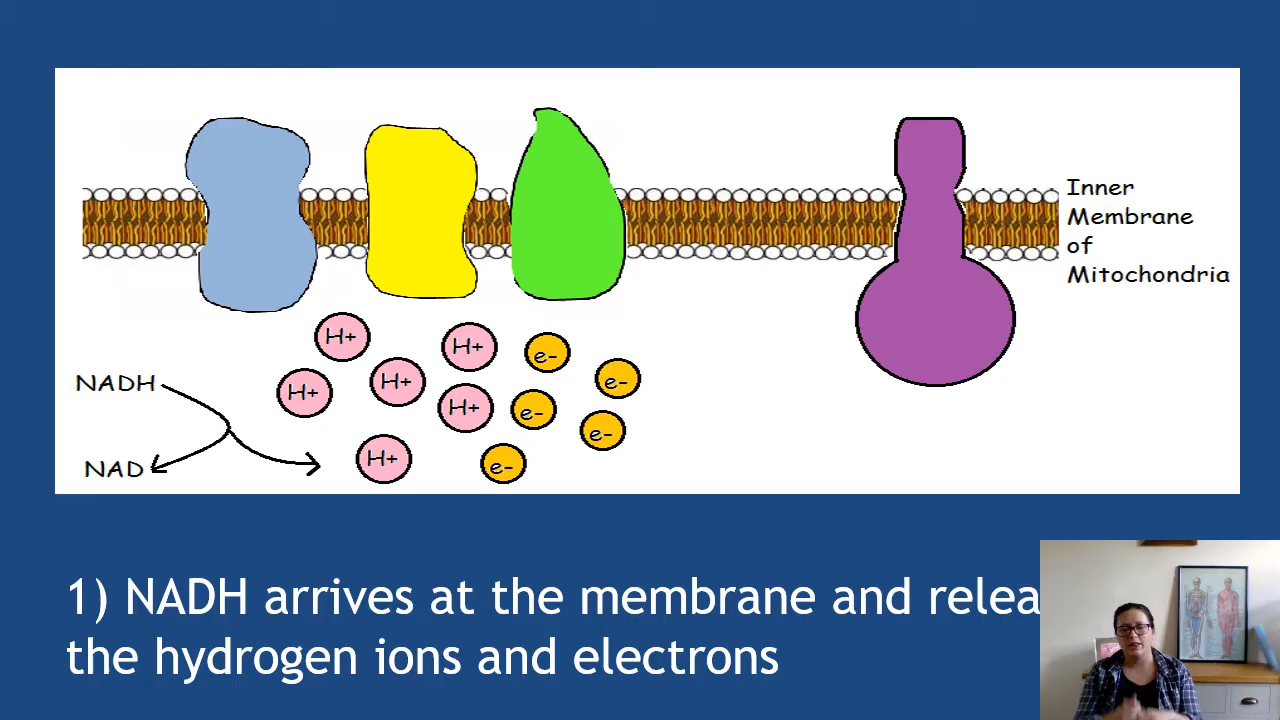 Inner
Membrane
of
Mitochondria
H+
H+
e-
e-
NADH
H+
H+
H+
e-
e-
NAD
H+
e-
1) NADH arrives at the membrane and relea
the hydrogen ions and electrons